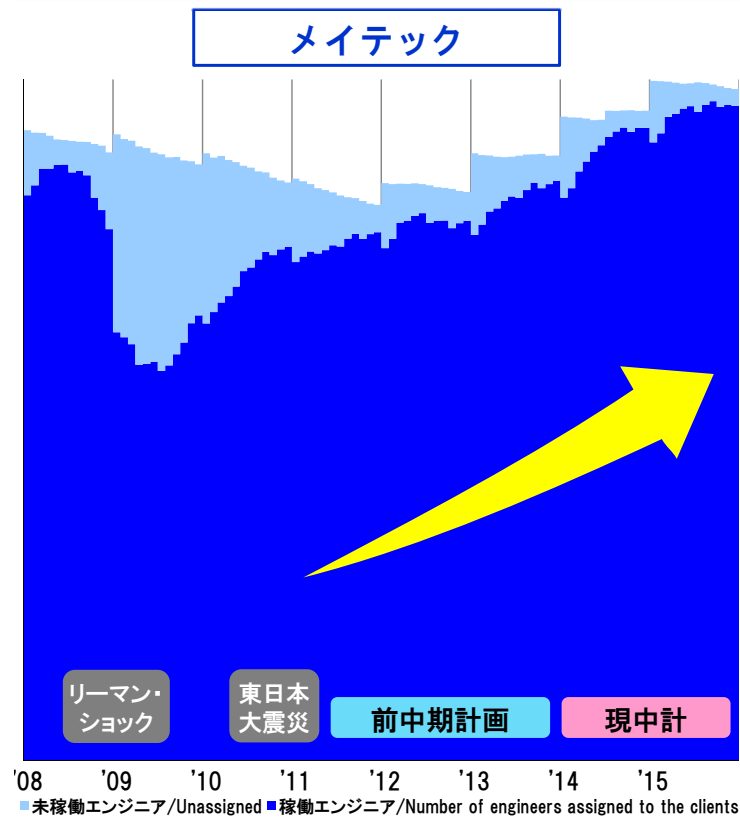 メイテック
リーマン・
ショック
東日本
大震災
前中期計画
現中計
'08 '09 '10 '11 '12 '13 '14 '15
未稼働エンジニア/Unassigned 稼働エンジニア/Number of engineers assigned to the clients